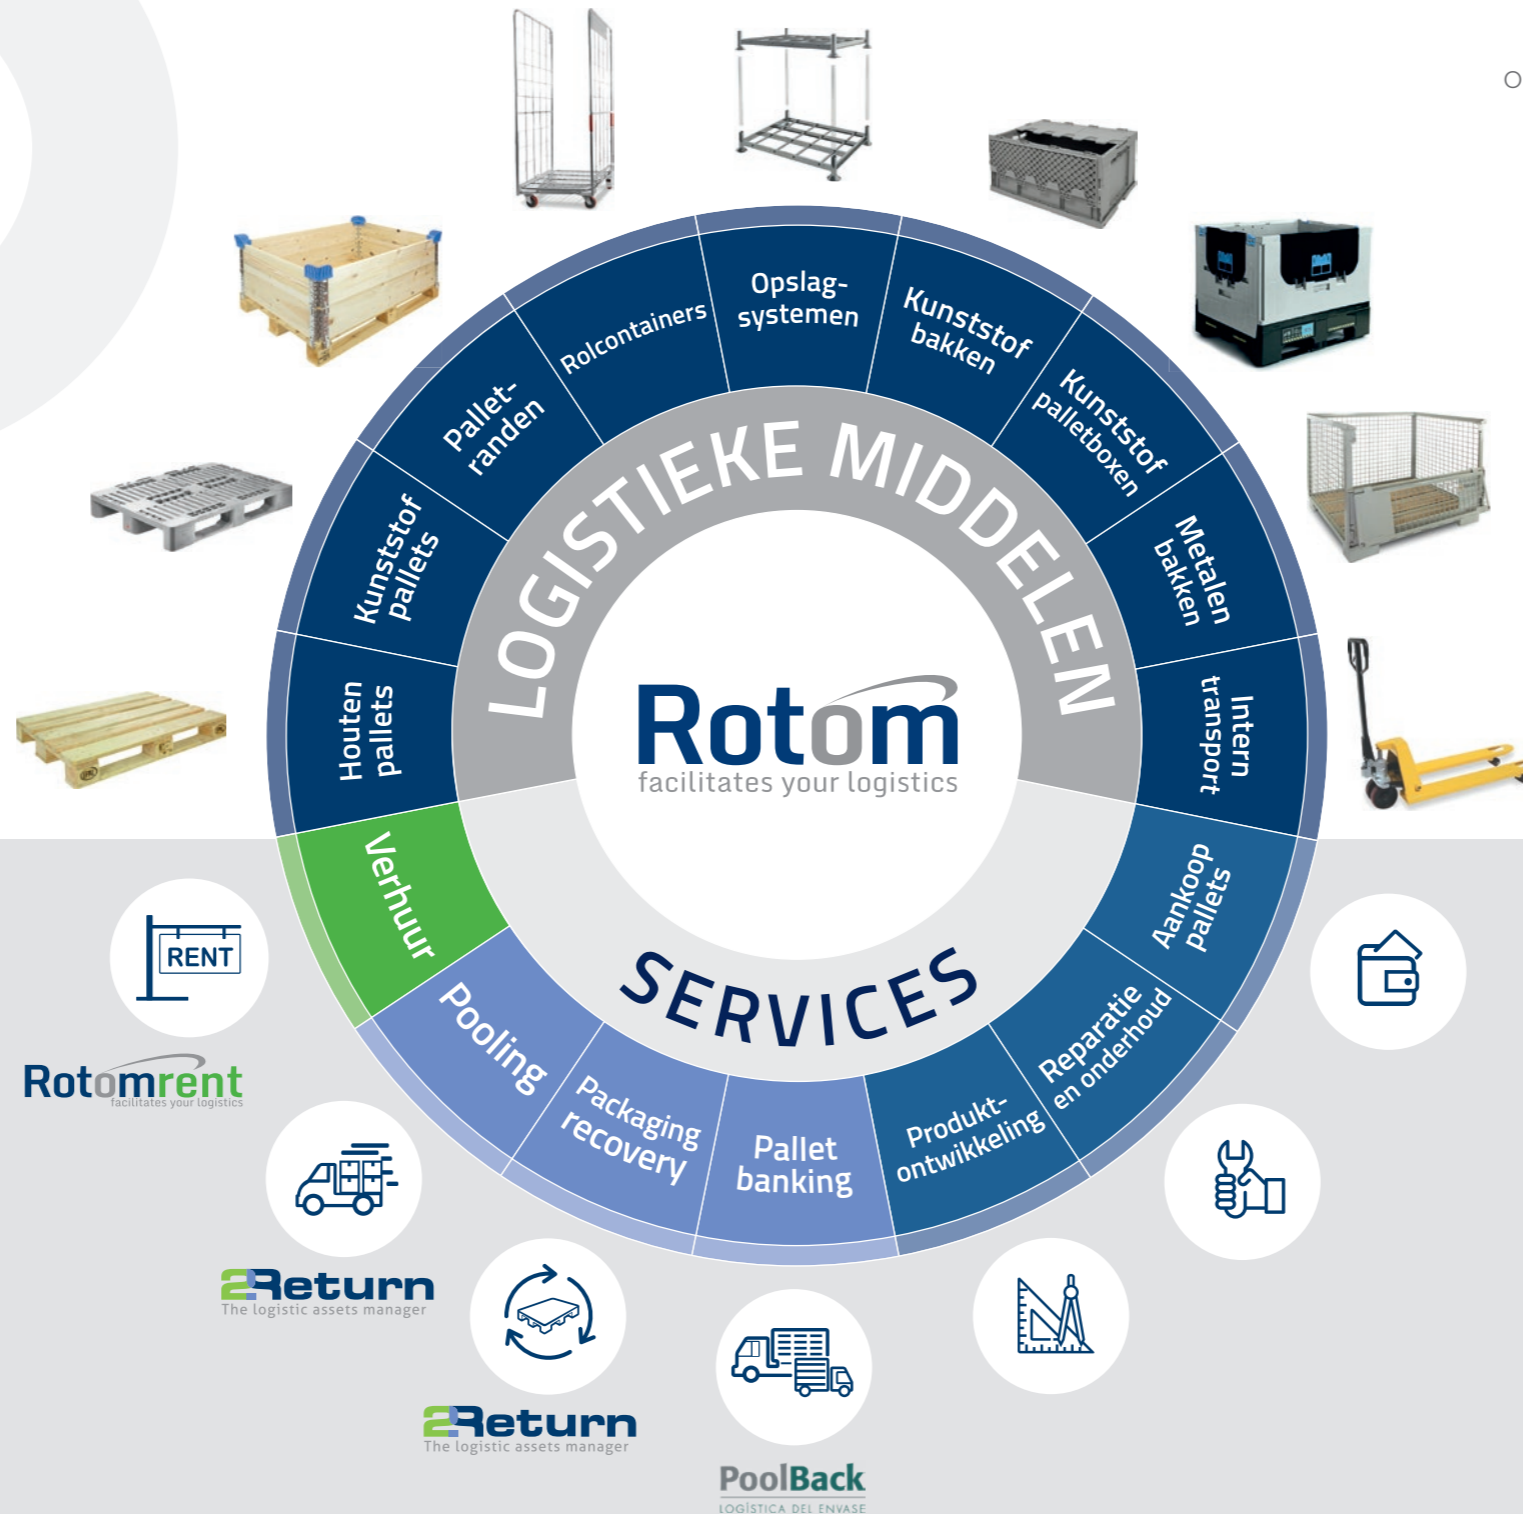 O
Opslag-
systemen
Rolcontainers
Kunststof
bakken
Pallet-
randen
Kunststof
palletboxen
Kunststof
pallets
Metalen
bakken
Houten
pallets
Intern
transport
LOGISTIEKE MIDDELEN
Rotom
facilitates your logistics
Verhuur
Aankoop
pallets
SERVICES
Pooling
Reparatie
en onderhoud
Packaging
recovery
Pallet
banking
Produkt-
ontwikkeling
RENT
Rotomrent
facilitates your logistics
2Return
The logistic assets manager
2Return
The logistic assets manager
PoolBack
LOGÍSTICA DEL ENVASE